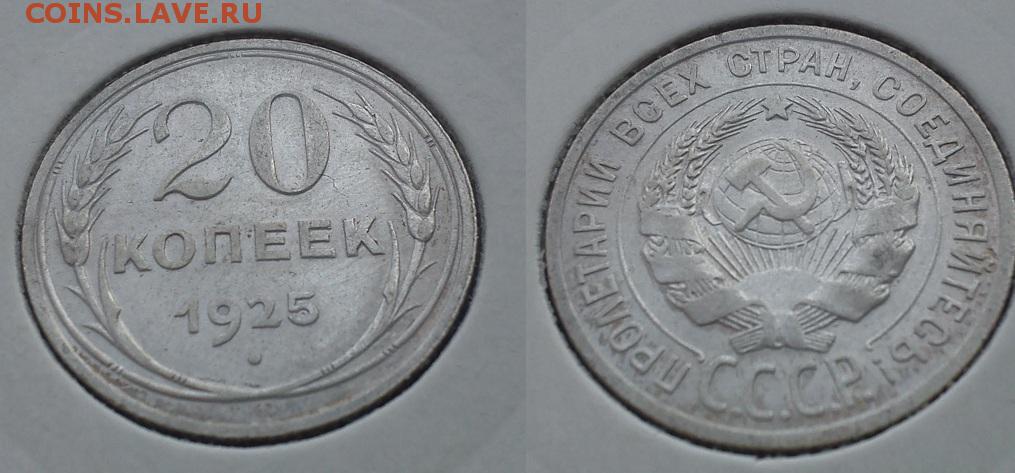 COINS.LAVE.RU
20
КОПЕЕК
1925
ПРОЛЕТАРИИ ВСЕХ СТРАН, СОЕДИНЯЙТЕСЬ!
С.С.С.Р.